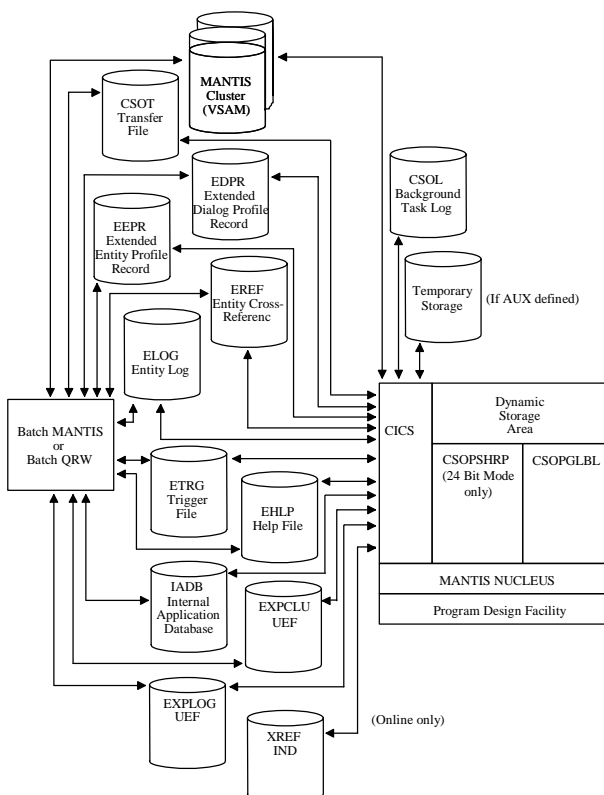 MANTIS
Cluster
(VSAM)
CSOT
Transfer
File
EDPR
Extended
Dialog Profile
Record
CSOL
Background
Task Log
EEPR
Extended
Entity Profile
Record
EREF
Entity Cross-
Referenc
Temporary
Storage
(If AUX defined)
ELOG
Entity Log
Batch MANTIS
or
Batch QRW
CICS
Dynamic
Storage
Area
CSOPSHRP
(24 Bit Mode
only)
CSOPGLBL
ETRG
Trigger
File
EHLP
Help File
MANTIS NUCLEUS
Program Design Facility
IADB
Internal
Application
Database
EXPCLU
UEF
EXPLOG
UEF
XREF
IND
(Online only)